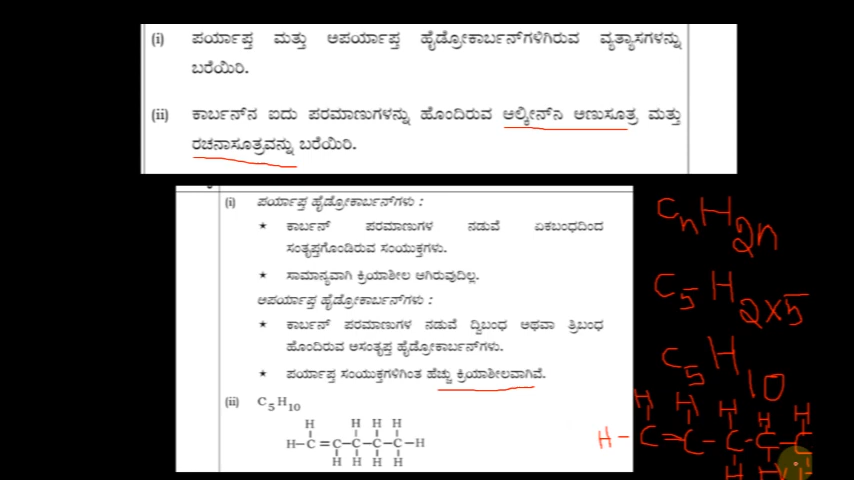 (i) ಪರ್ಯಾಪ್ತ ಮತ್ತು ಅಪರ್ಯಾಪ್ತ ಹೈಡ್ರೋಕಾರ್ಬನ್‌ಗಳಿಗಿರುವ ವ್ಯತ್ಯಾಸಗಳನ್ನು
ಬರೆಯಿರಿ.
(ii) ಕಾರ್ಬನ್‌ನ ಐದು ಪರಮಾಣುಗಳನ್ನು ಹೊಂದಿರುವ ಆಲ್ಕೀನ್‌ನ ಅಣುಸೂತ್ರ ಮತ್ತು
ರಚನಾಸೂತ್ರವನ್ನು ಬರೆಯಿರಿ.
(i) ಪರ್ಯಾಪ್ತ ಹೈಡ್ರೋಕಾರ್ಬನ್‌ಗಳು :
★ ಕಾರ್ಬನ್ ಪರಮಾಣುಗಳ ನಡುವೆ ಏಕಬಂಧದಿಂದ
ಸಂತೃಪ್ತಗೊಂಡಿರುವ ಸಂಯುಕ್ತಗಳು.
★ ಸಾಮಾನ್ಯವಾಗಿ ಕ್ರಿಯಾಶೀಲ ಆಗಿರುವುದಿಲ್ಲ.
ಅಪರ್ಯಾಪ್ತ ಹೈಡ್ರೋಕಾರ್ಬನ್‌ಗಳು :
★ ಕಾರ್ಬನ್ ಪರಮಾಣುಗಳ ನಡುವೆ ದ್ವಿಬಂಧ ಅಥವಾ ತ್ರಿಬಂಧ
ಹೊಂದಿರುವ ಅಸಂತೃಪ್ತ ಹೈಡ್ರೋಕಾರ್ಬನ್‌ಗಳು.
★ ಪರ್ಯಾಪ್ತ ಸಂಯುಕ್ತಗಳಿಗಿಂತ ಹೆಚ್ಚು ಕ್ರಿಯಾಶೀಲವಾಗಿವೆ.
(ii) C5H10
H H H H
H–C=C–C–C–C–H
H H H H
CnH2n
C5H2×5
C5H10
H H H H H
H–C=C–C–C–C